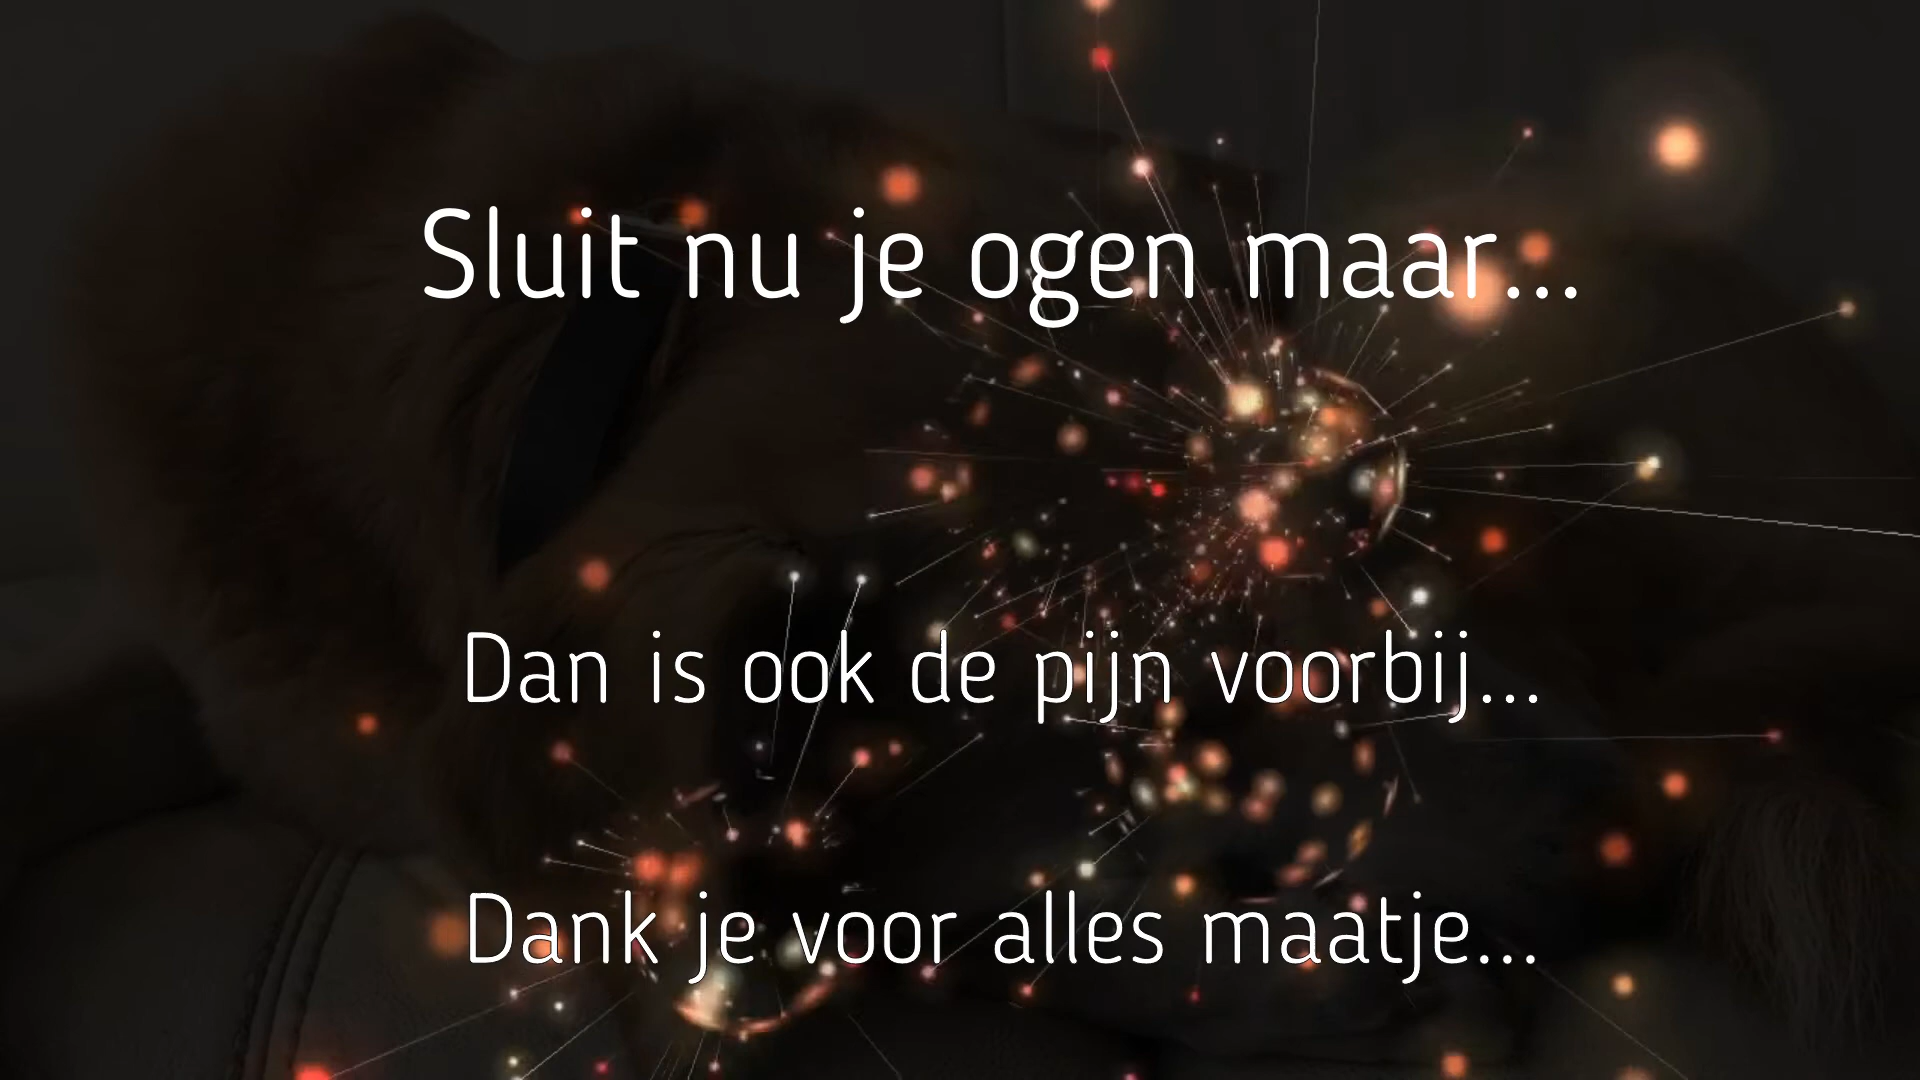 Sluit nu je ogen maar...
Dan is ook de pijn voorbij...
Dank je voor alles maatje...